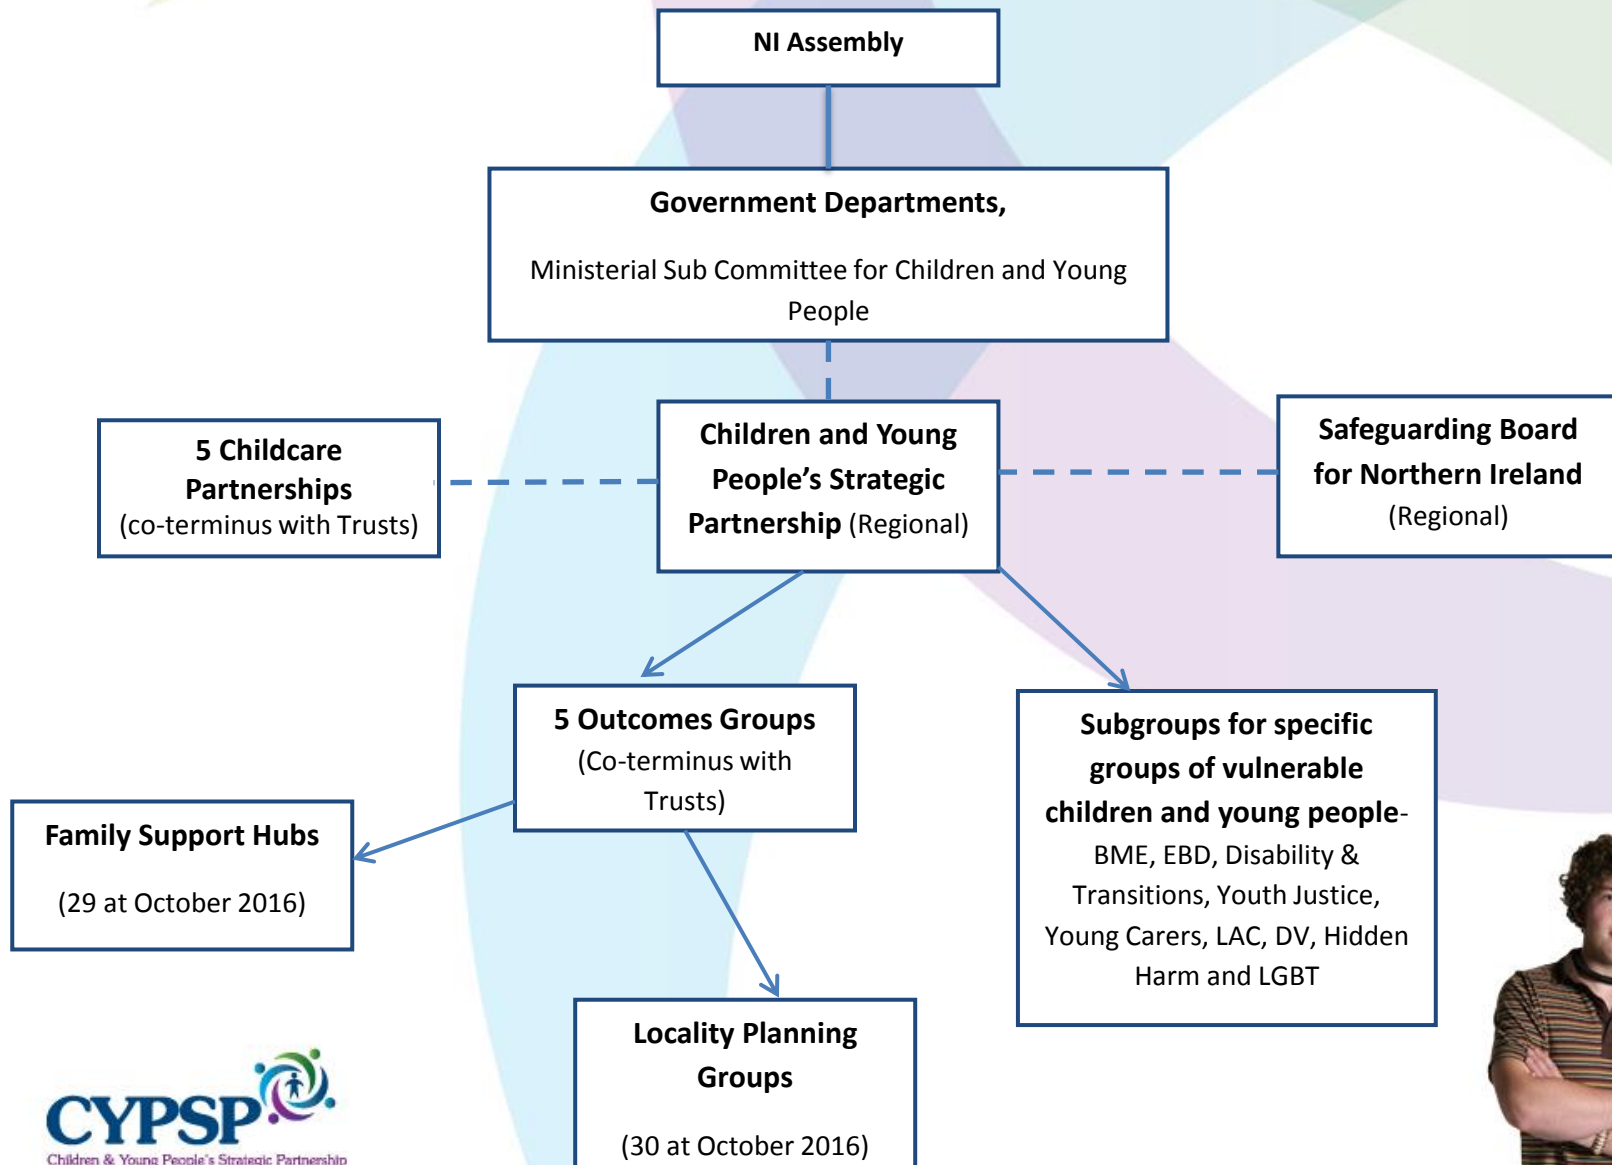 NI Assembly
Government Departments,
Ministerial Sub Committee for Children and Young
People
5 Childcare
Partnerships
(co-terminus with Trusts)
Children and Young
People’s Strategic
Partnership (Regional)
Safeguarding Board
for Northern Ireland
(Regional)
5 Outcomes Groups
(Co-terminus with
Trusts)
Subgroups for specific
groups of vulnerable
children and young people-
BME, EBD, Disability &
Transitions, Youth Justice,
Young Carers, LAC, DV, Hidden
Harm and LGBT
Family Support Hubs
(29 at October 2016)
Locality Planning
Groups
(30 at October 2016)
CYPSP
Children & Young People's Strategic Partnership